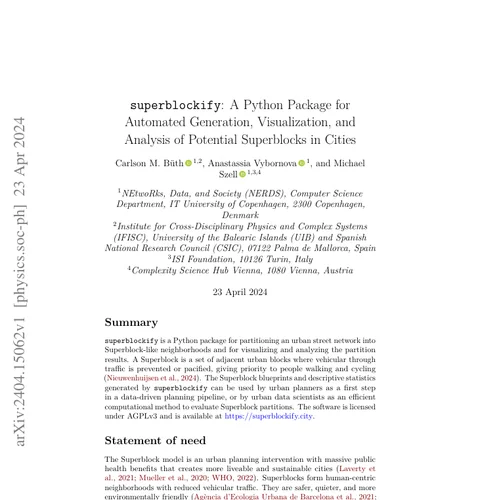 arXiv:2404.15062v1 [physics.soc-ph] 23 Apr 2024
superblockify: A Python Package for
Automated Generation, Visualization, and
Analysis of Potential Superblocks in Cities
Carlson M. Büth 1,2, Anastassia Vybornova 1, and Michael
Szell 1,3,4
1NEtwoRks, Data, and Society (NERDS), Computer Science
Department, IT University of Copenhagen, 2300 Copenhagen,
Denmark
2Institute for Cross-Disciplinary Physics and Complex Systems
(IFISC), University of the Balearic Islands (UIB) and Spanish
National Research Council (CSIC), 07122 Palma de Mallorca, Spain
3ISI Foundation, 10126 Turin, Italy
4Complexity Science Hub Vienna, 1080 Vienna, Austria
23 April 2024
Summary
superblockify is a Python package for partitioning an urban street network into
Superblock-like neighborhoods and for visualizing and analyzing the partition
results. A Superblock is a set of adjacent urban blocks where vehicular through
traffic is prevented or pacified, giving priority to people walking and cycling
(Nieuwenhuijsen et al., 2024). The Superblock blueprints and descriptive statistics
generated by superblockify can be used by urban planners as a first step
in a data-driven planning pipeline, or by urban data scientists as an efficient
computational method to evaluate Superblock partitions. The software is licensed
under AGPLv3 and is available at https://superblockify.city.
Statement of need
The Superblock model is an urban planning intervention with massive public
health benefits that creates more liveable and sustainable cities (Laverty et
al., 2021; Mueller et al., 2020; WHO, 2022). Superblocks form human-centric
neighborhoods with reduced vehicular traffic. They are safer, quieter, and more
environmentally friendly (Agència d'Ecologia Urbana de Barcelona et al., 2021;